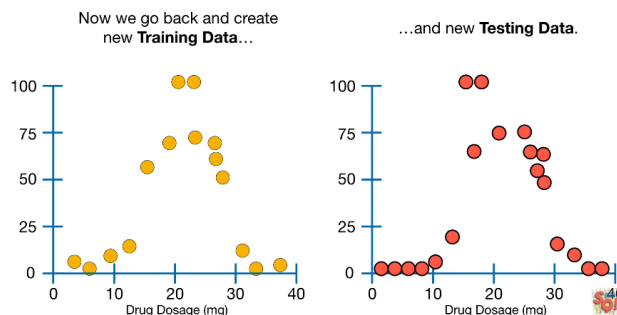 Now we go back and create
new Training Data…
…and new Testing Data.
100
75
50
25
0
0 10 20 30 40
Drug Dosage (mg)
100
75
50
25
0
0 10 20 30
Drug Dosage (mg)